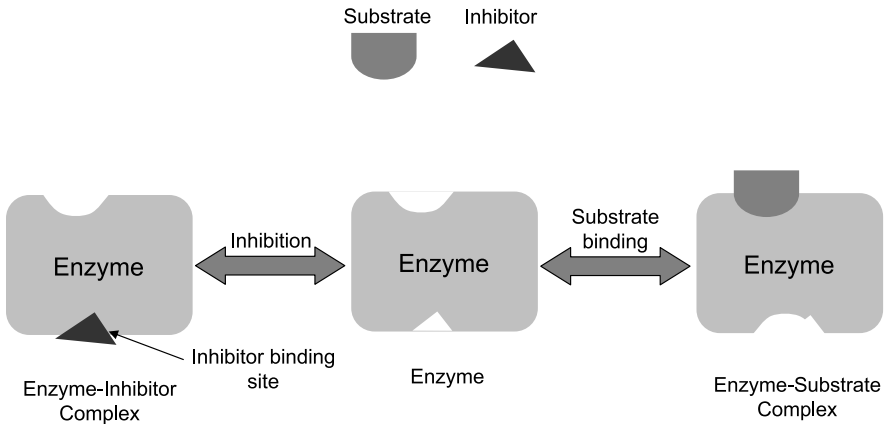 Substrate
Inhibitor
Enzyme
Inhibition
Enzyme
Substrate
binding
Enzyme
Inhibitor binding
site
Enzyme-Inhibitor
Complex
Enzyme
Enzyme-Substrate
Complex